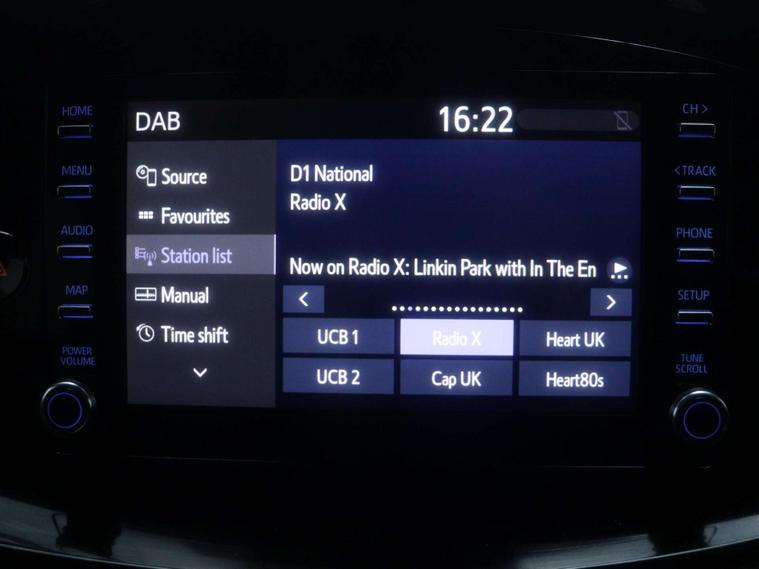 HOME
MENU
AUDIO
MAP
POWER
VOLUME
DAB
16:22
Source
Favourites
Station list
Manual
Time shift
D1 National
Radio X
Now on Radio X: Linkin Park with In The En
UCB 1
Radio X
Heart UK
UCB 2
Cap UK
Heart80s
CH >
< TRACK
PHONE
SETUP
TUNE
SCROLL